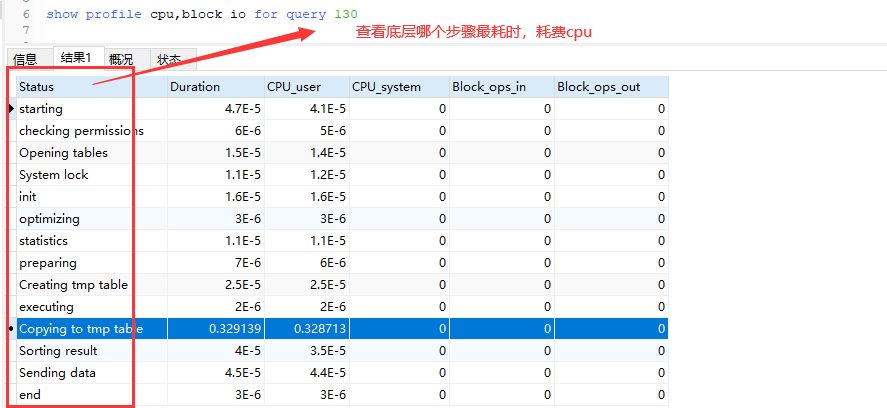 6 show profile cpu,block io for query 130
7
查看底层哪个步骤最耗时，耗费cpu
信息 结果1 概况 状态
Status Duration CPU_user CPU_system Block_ops_in Block_ops_out
starting 4.7E-5 4.1E-5 0 0 0
checking permissions 6E-6 5E-6 0 0 0
Opening tables 1.5E-5 1.4E-5 0 0 0
System lock 1.1E-5 1.2E-5 0 0 0
init 1.6E-5 1.6E-5 0 0 0
optimizing 3E-6 3E-6 0 0 0
statistics 1.1E-5 1.1E-5 0 0 0
preparing 7E-6 6E-6 0 0 0
Creating tmp table 2.5E-5 2.5E-5 0 0 0
executing 2E-6 2E-6 0 0 0
Copying to tmp table 0.329139 0.328713 0 0 0
Sorting result 4E-5 3.5E-5 0 0 0
Sending data 4.5E-5 4.4E-5 0 0 0
end 3E-6 3E-6 0 0 0